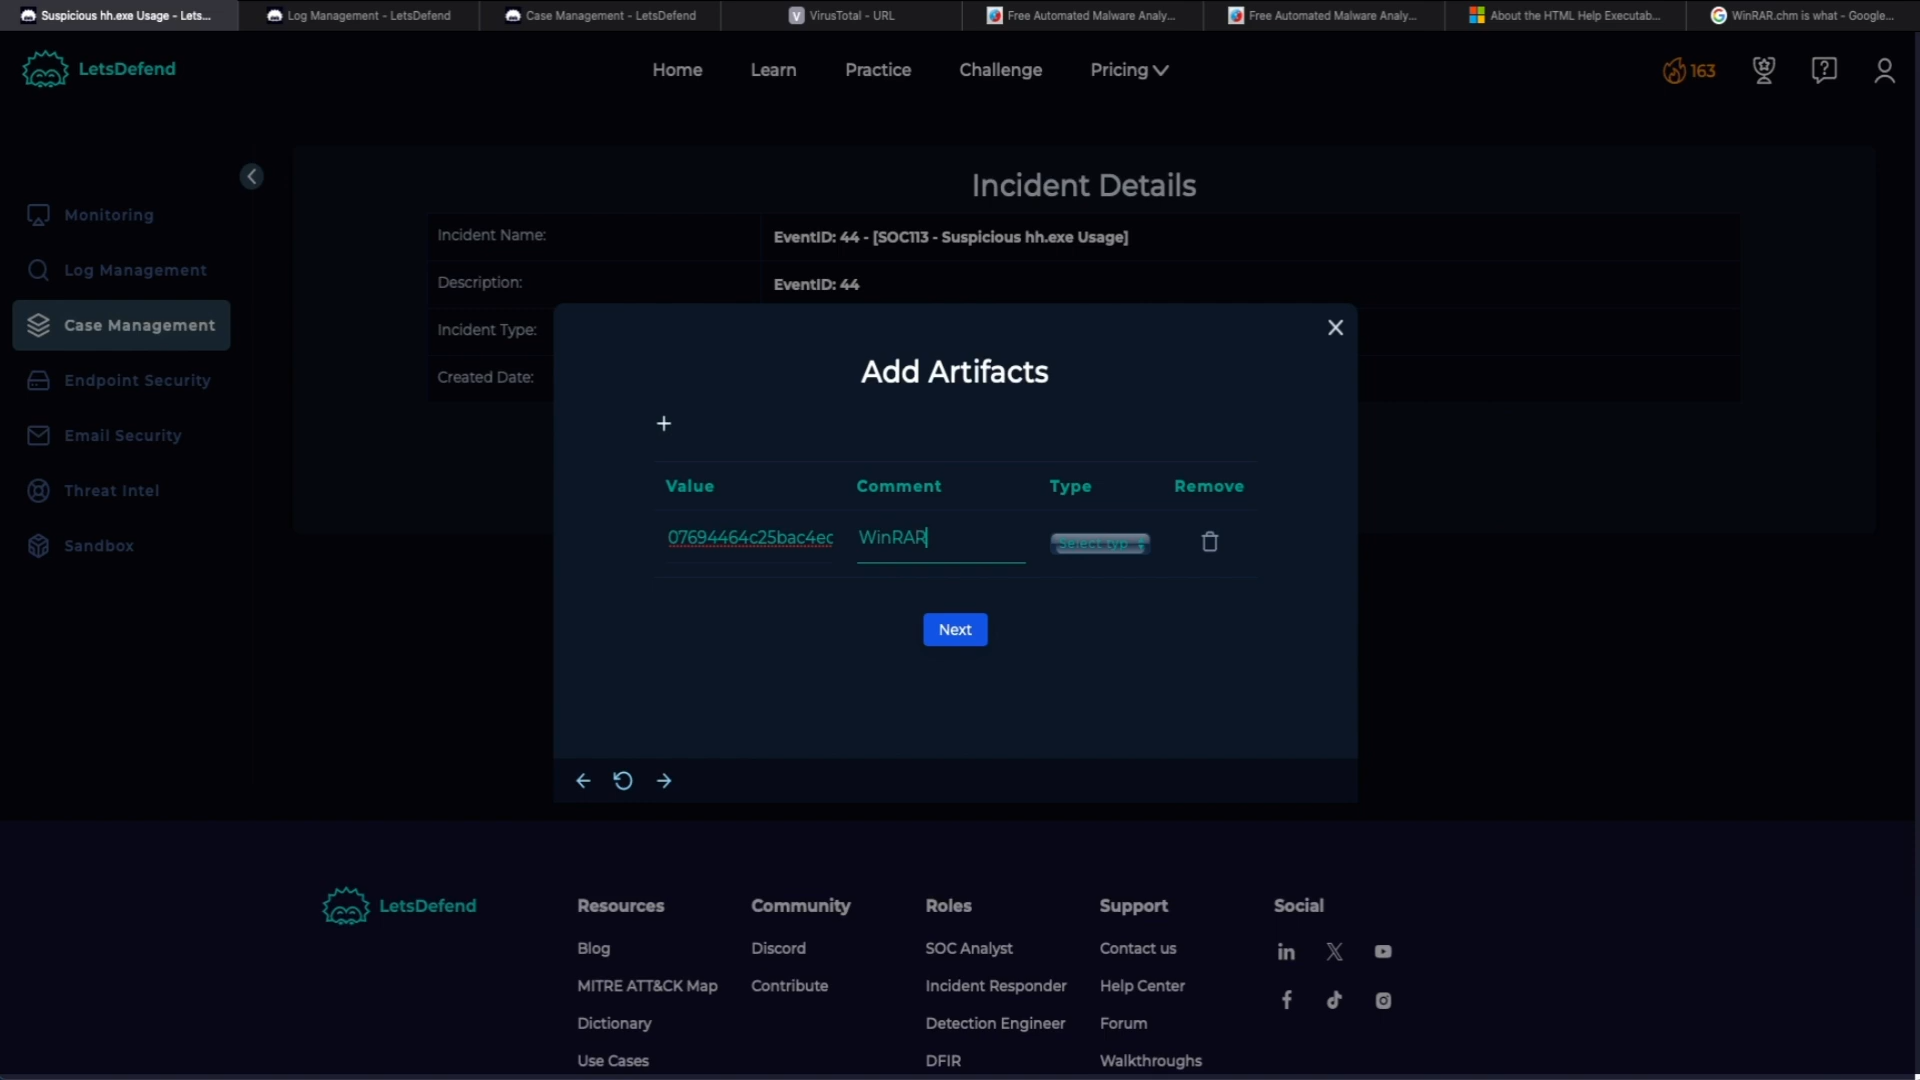 Suspicious hh.exe Usage - Lets...
Log Management - LetsDefend
Case Management - LetsDefend
VirusTotal - URL
Free Automated Malware Analy...
Free Automated Malware Analy...
About the HTML Help Executab...
WinRAR.chm is what - Google...
LetsDefend
Home
Learn
Practice
Challenge
Pricing
163
Monitoring
Log Management
Case Management
Endpoint Security
Email Security
Threat Intel
Sandbox
Incident Details
Incident Name:
EventID: 44 - [SOC113 - Suspicious hh.exe Usage]
Description:
EventID: 44
Incident Type:
Created Date:
Add Artifacts
+
Value
Comment
Type
Remove
07694464c25bac4ec
WinRAR
Select typ
Next
LetsDefend
Resources
Blog
MITRE ATT&CK Map
Dictionary
Use Cases
Community
Discord
Contribute
Roles
SOC Analyst
Incident Responder
Detection Engineer
DFIR
Support
Contact us
Help Center
Forum
Walkthroughs
Social